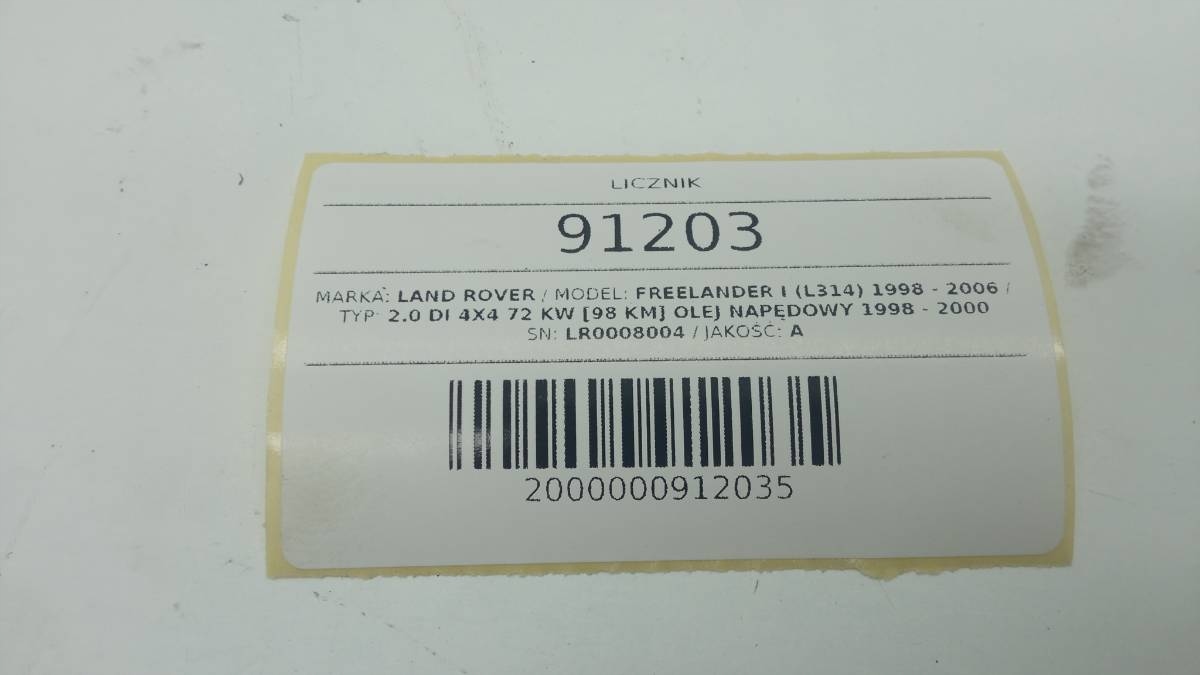 LICZNIK
91203
MARKA: LAND ROVER / MODEL: FREELANDER I (L314) 1998 - 2006 /
TYP: 2.0 DI 4X4 72 KW [98 KM] OLEJ NAPĘDOWY 1998 - 2000
SN: LR0008004 / JAKOŚĆ: A
2000000912035